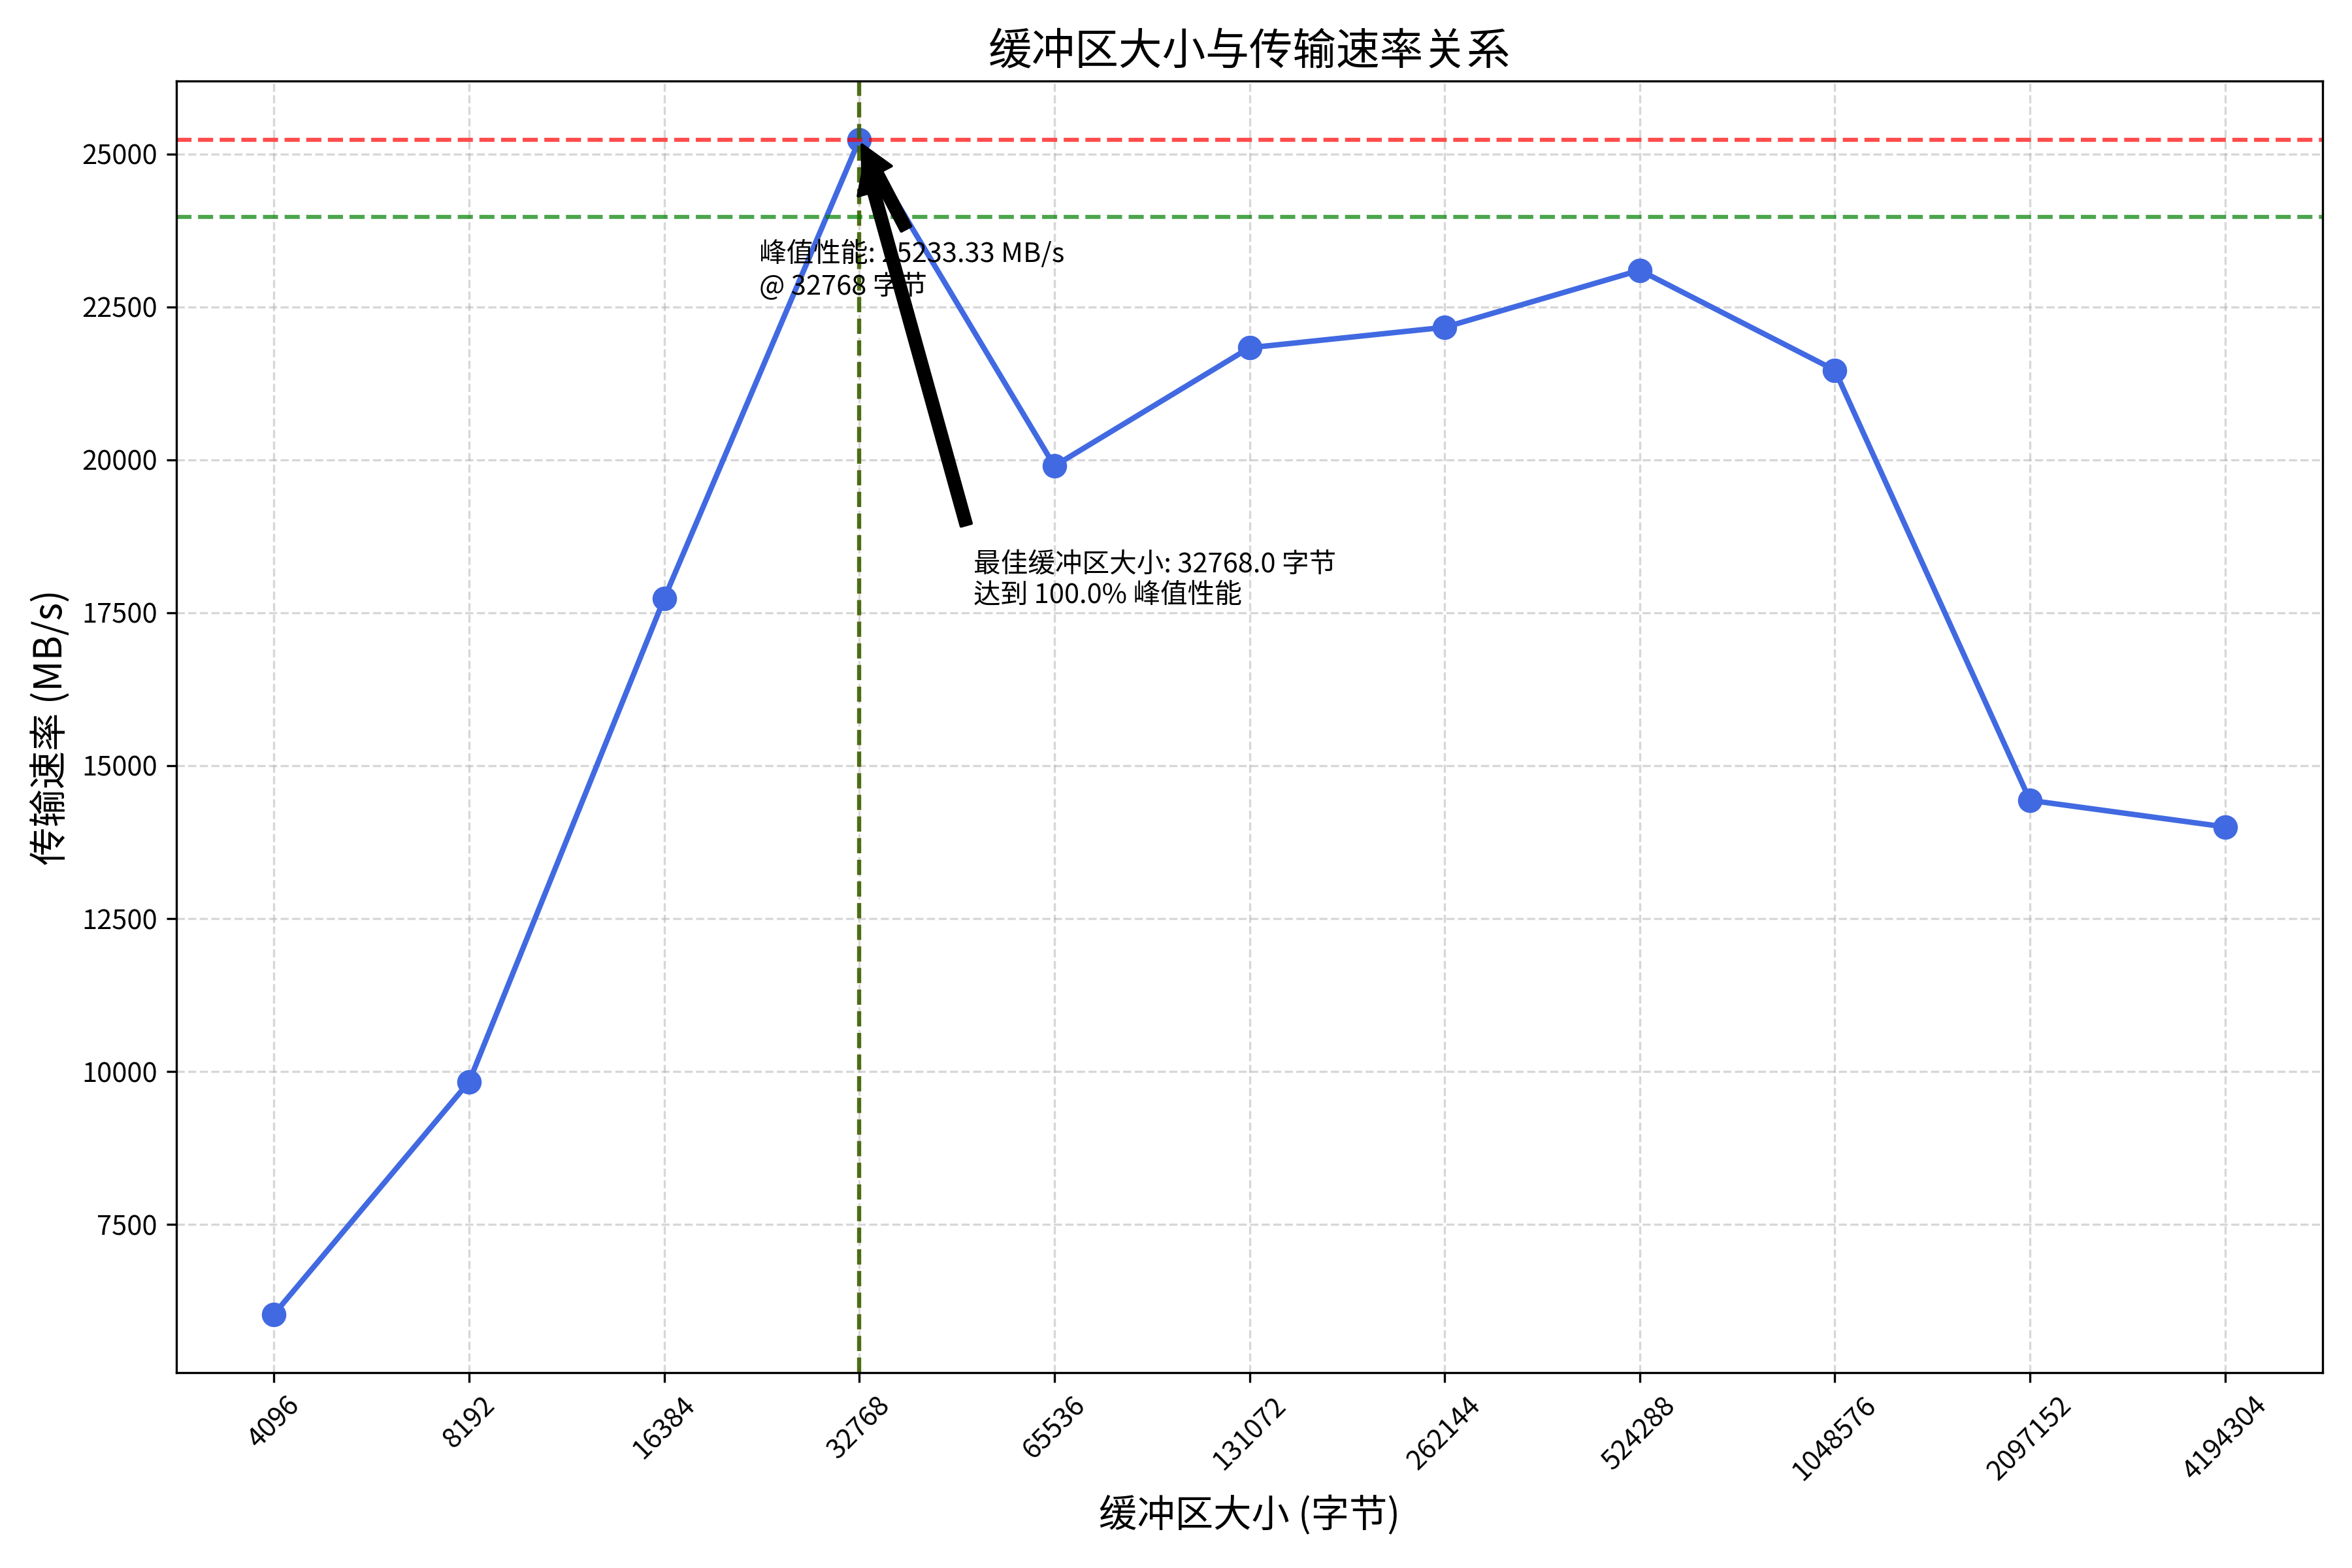 缓冲区大小与传输速率关系
传输速率 (MB/s)
25000
22500
20000
17500
15000
12500
10000
7500
峰值性能: 25233.33 MB/s
@ 32768 字节
最佳缓冲区大小: 32768.0 字节
达到 100.0% 峰值性能
4096
8192
16384
32768
65536
131072
262144
524288
1048576
2097152
4194304
缓冲区大小 (字节)